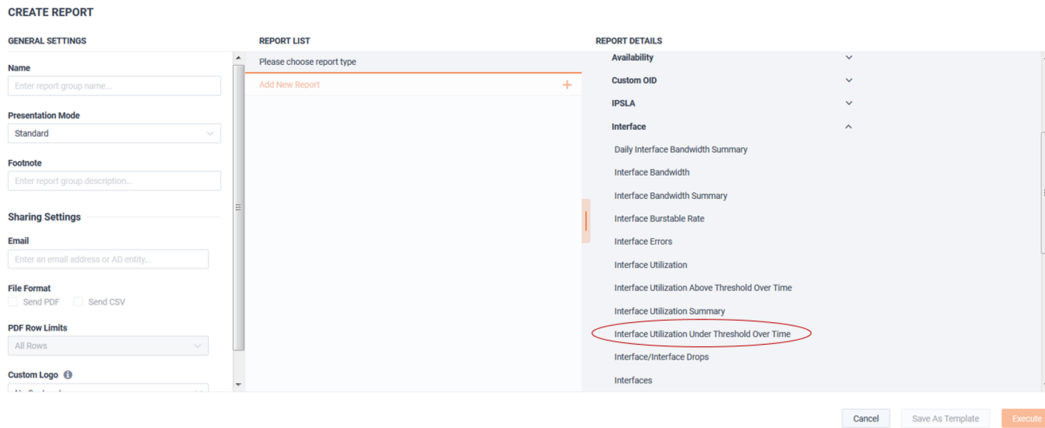 CREATE REPORT
GENERAL SETTINGS
Name
Enter report group name...
Presentation Mode
Standard
Footnote
Enter report group description...
Sharing Settings
Email
Enter an email address or AD entity...
File Format
Send PDF Send CSV
PDF Row Limits
All Rows
Custom Logo
REPORT LIST
Please choose report type
Add New Report
REPORT DETAILS
Availability
Custom OID
IPSLA
Interface
Daily Interface Bandwidth Summary
Interface Bandwidth
Interface Bandwidth Summary
Interface Burstable Rate
Interface Errors
Interface Utilization
Interface Utilization Above Threshold Over Time
Interface Utilization Summary
Interface Utilization Under Threshold Over Time
Interface/Interface Drops
Interfaces
Cancel Save As Template Execute